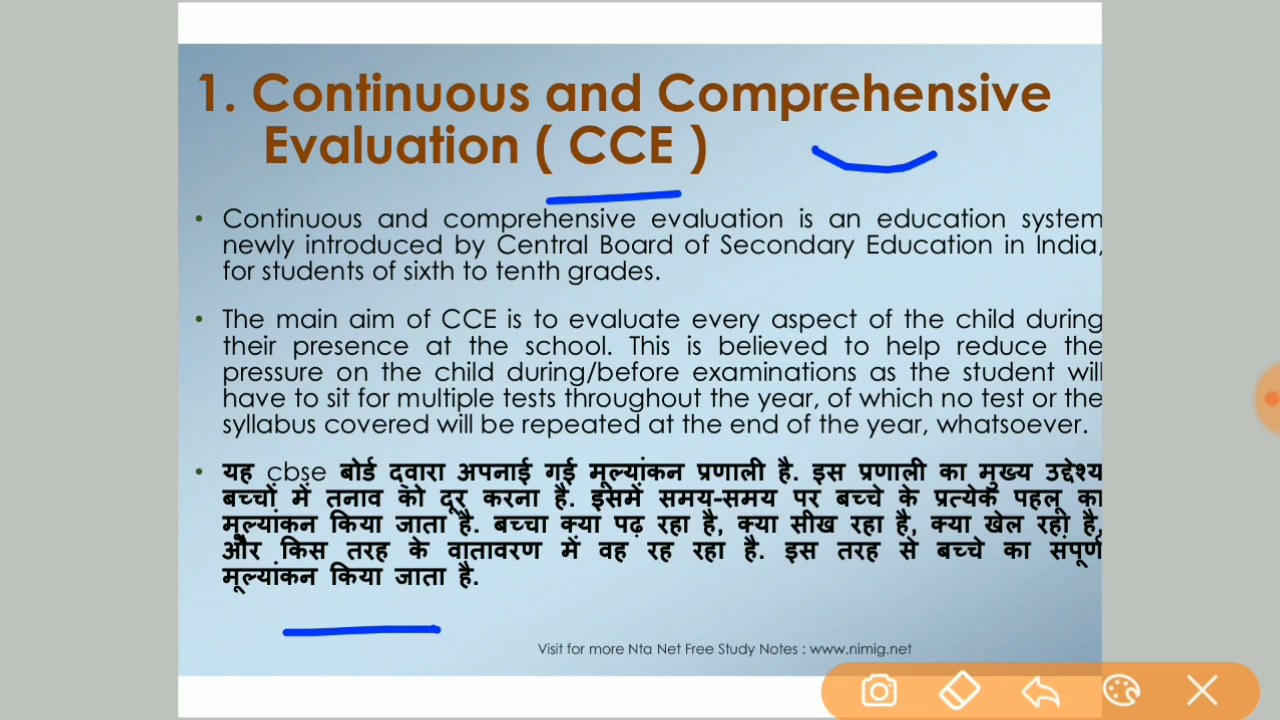 1. Continuous and Comprehensive
Evaluation ( CCE )
• Continuous and comprehensive evaluation is an education system
newly introduced by Central Board of Secondary Education in India,
for students of sixth to tenth grades.
• The main aim of CCE is to evaluate every aspect of the child during
their presence at the school. This is believed to help reduce the
pressure on the child during/before examinations as the student will
have to sit for multiple tests throughout the year, of which no test or the
syllabus covered will be repeated at the end of the year, whatsoever.
• यह cbse बोर्ड द्वारा अपनाई गई मूल्यांकन प्रणाली है. इस प्रणाली का मुख्य उद्देश्य
बच्चों में तनाव को दूर करना है. इसमें समय-समय पर बच्चे के प्रत्येक पहलू का
मूल्यांकन किया जाता है. बच्चा क्या पढ़ रहा है, क्या सीख रहा है, क्या खेल रहा है,
और किस तरह के वातावरण में वह रह रहा है. इस तरह से बच्चे का संपूर्ण
मूल्यांकन किया जाता है.
Visit for more Nta Net Free Study Notes : www.nimig.net